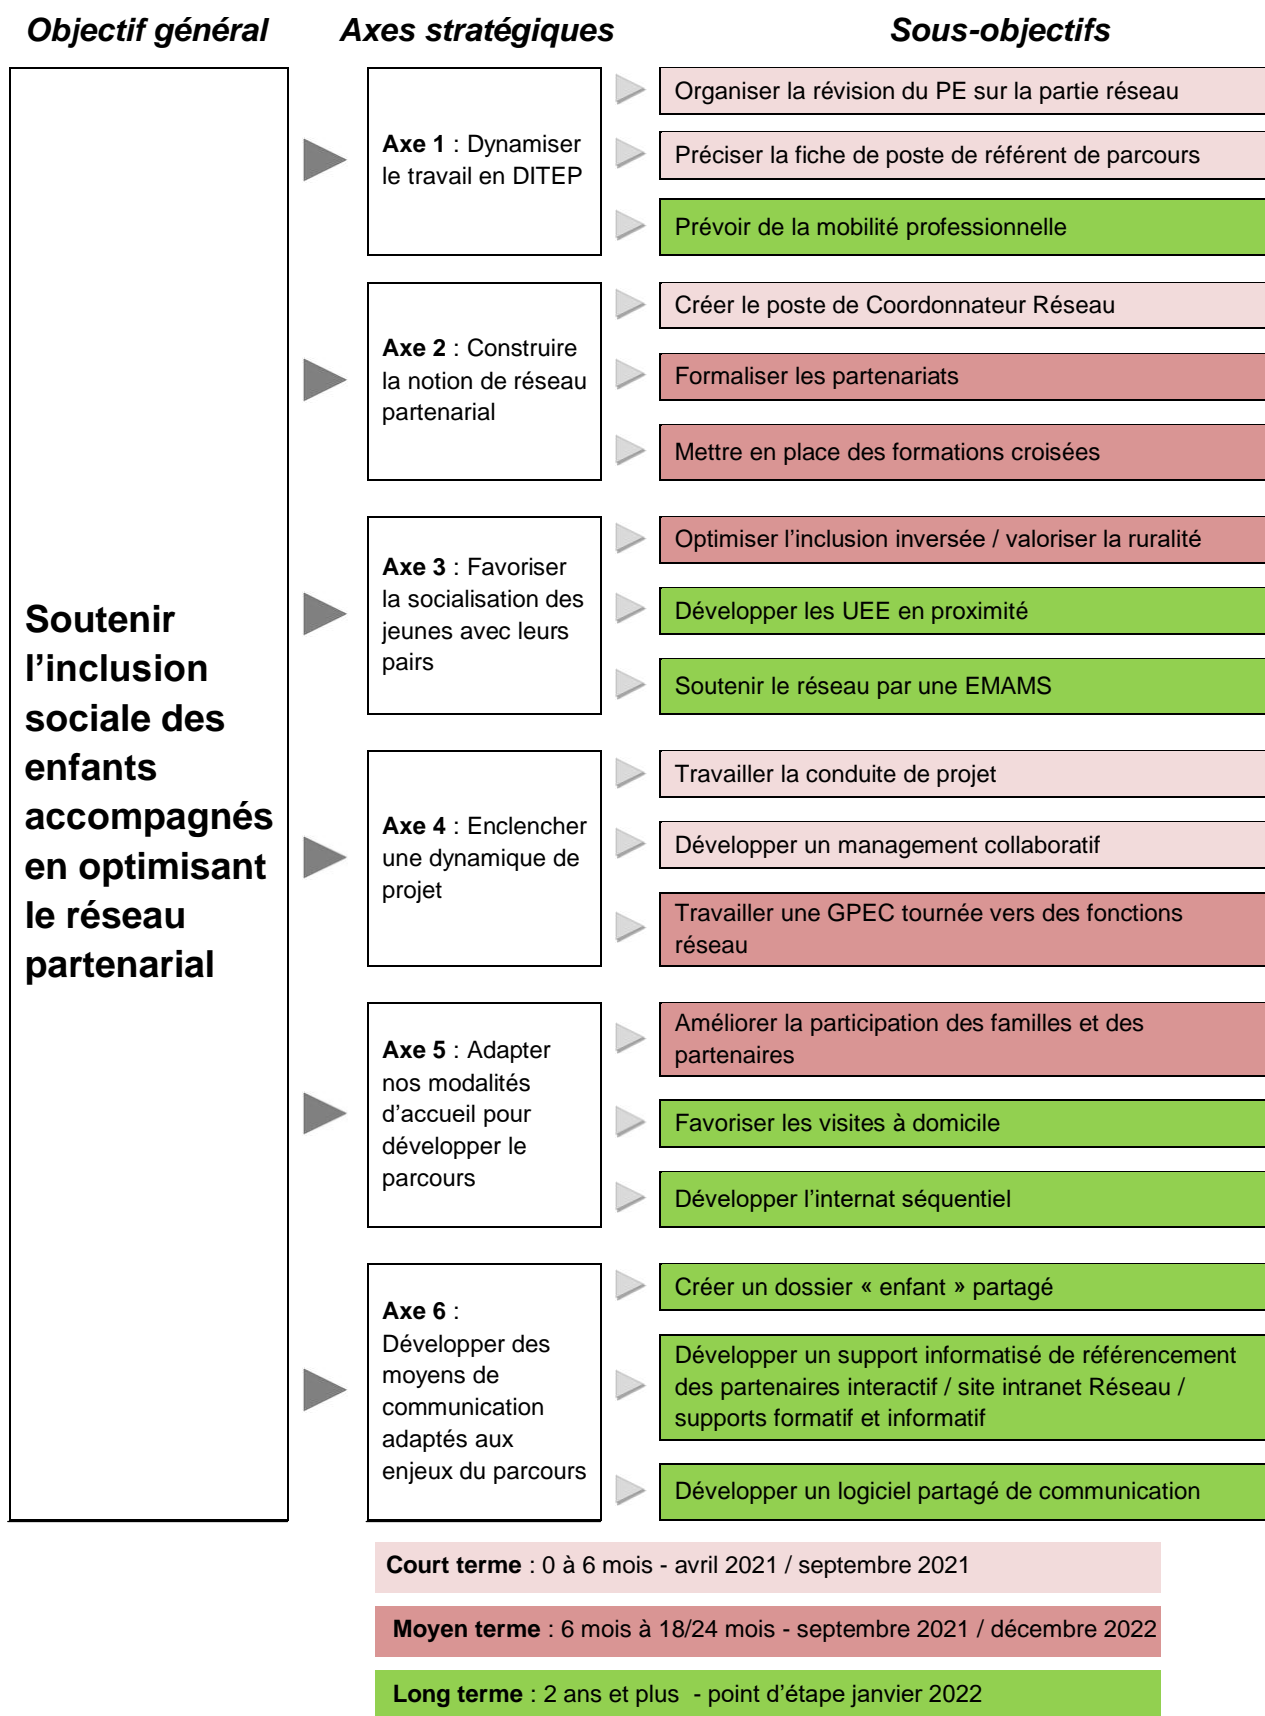 Objectif général
Axes stratégiques
Sous-objectifs
Soutenir
l’inclusion
sociale des
enfants
accompagnés
en optimisant
le réseau
partenarial
Axe 1 : Dynamiser
le travail en DITEP
Organiser la révision du PE sur la partie réseau
Préciser la fiche de poste de référent de parcours
Prévoir de la mobilité professionnelle
Axe 2 : Construire
la notion de réseau
partenarial
Créer le poste de Coordonnateur Réseau
Formaliser les partenariats
Mettre en place des formations croisées
Axe 3 : Favoriser
la socialisation des
jeunes avec leurs
pairs
Optimiser l’inclusion inversée / valoriser la ruralité
Développer les UEE en proximité
Soutenir le réseau par une EMAMS
Axe 4 : Enclencher
une dynamique de
projet
Travailler la conduite de projet
Développer un management collaboratif
Travailler une GPEC tournée vers des fonctions
réseau
Axe 5 : Adapter
nos modalités
d’accueil pour
développer le
parcours
Améliorer la participation des familles et des
partenaires
Favoriser les visites à domicile
Développer l’internat séquentiel
Axe 6 :
Développer des
moyens de
communication
adaptés aux
enjeux du parcours
Créer un dossier « enfant » partagé
Développer un support informatisé de référencement
des partenaires interactif / site intranet Réseau /
supports formatif et informatif
Développer un logiciel partagé de communication
Court terme : 0 à 6 mois - avril 2021 / septembre 2021
Moyen terme : 6 mois à 18/24 mois - septembre 2021 / décembre 2022
Long terme : 2 ans et plus - point d’étape janvier 2022